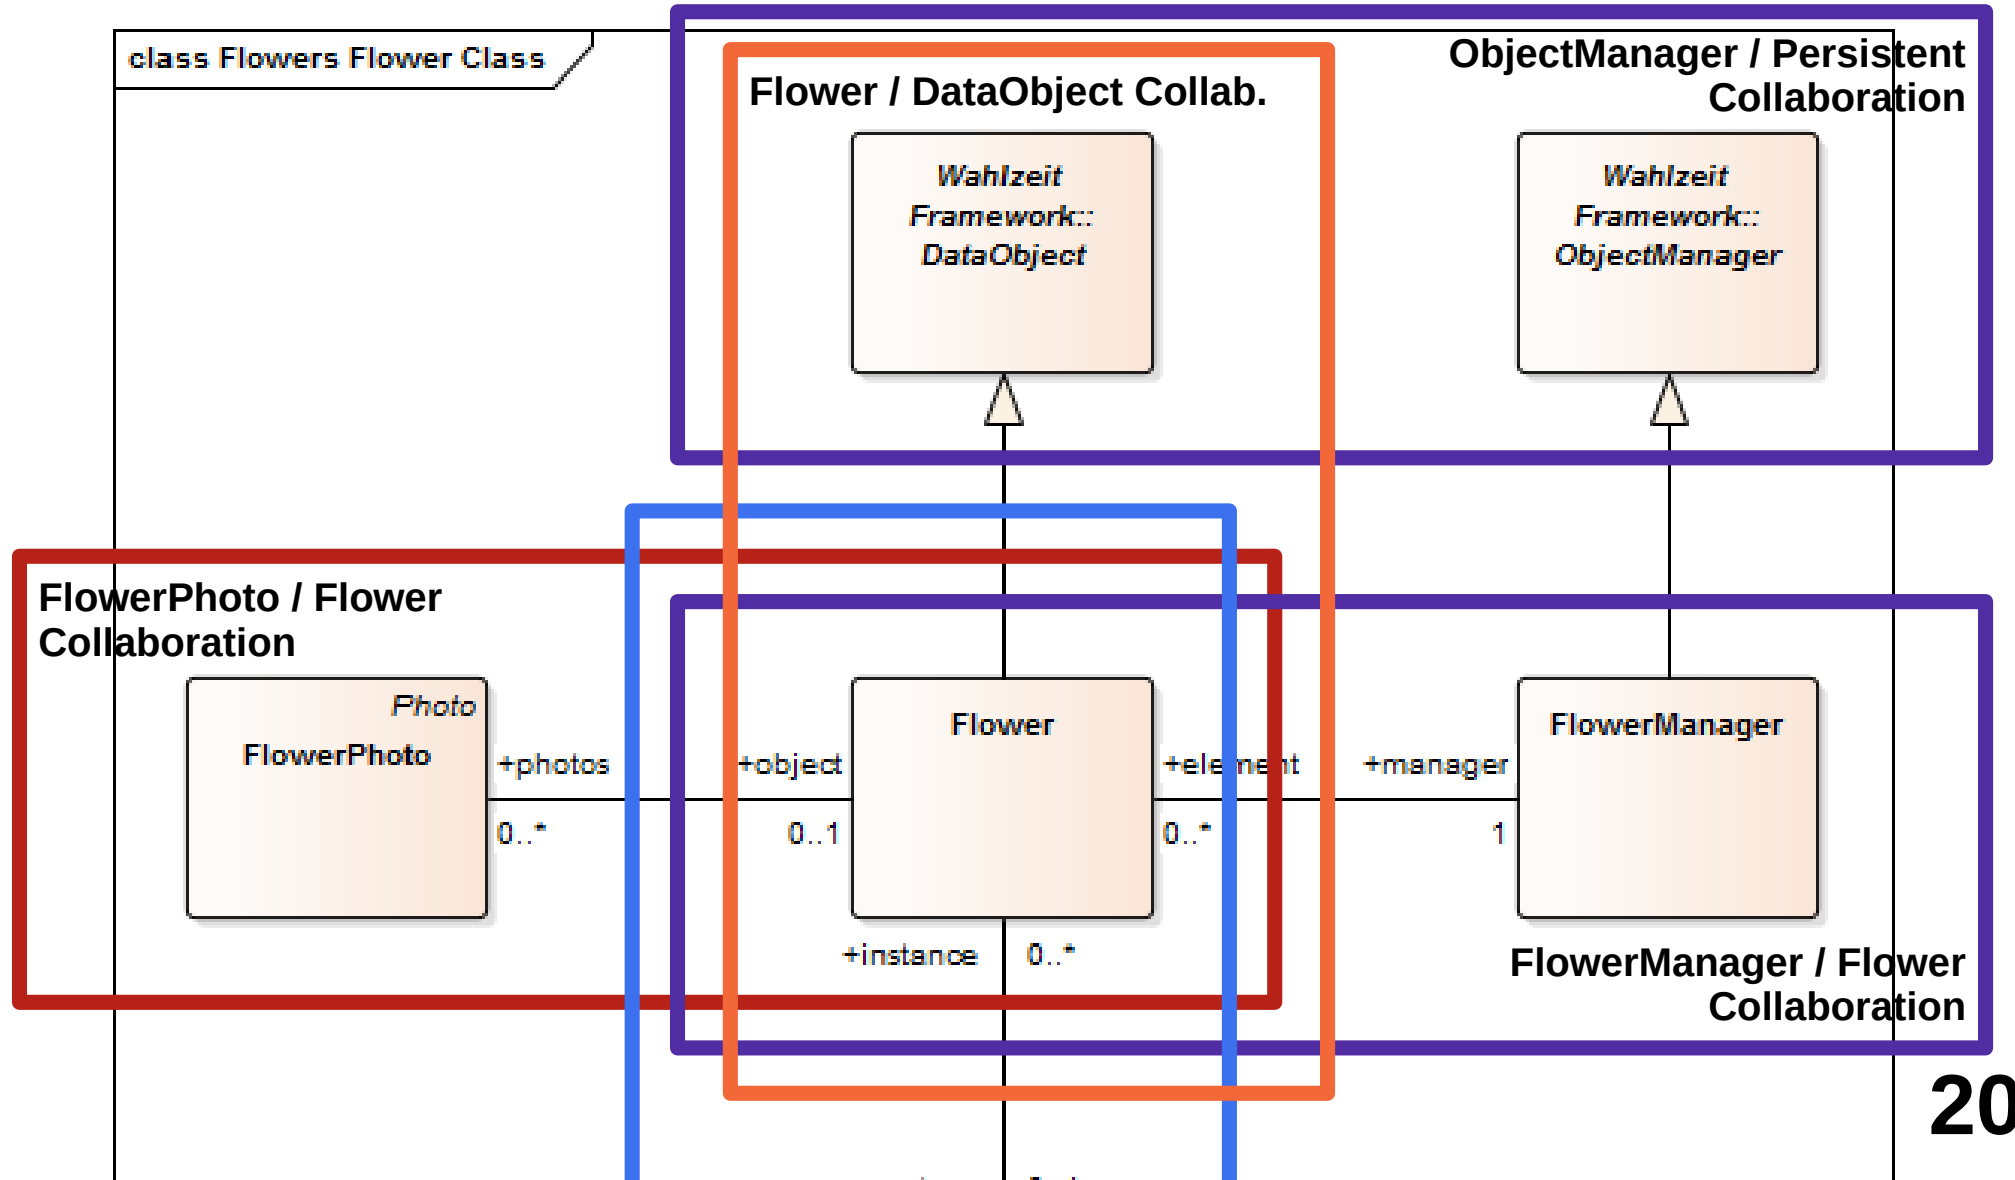 class Flowers Flower Class
ObjectManager / Persistent
Collaboration
Flower / DataObject Collab.
Wahlzeit
Framework::
DataObject
Wahlzeit
Framework::
ObjectManager
FlowerPhoto / Flower
Collaboration
Photo
FlowerPhoto
+photos
0..*
+object
0..1
Flower
+element
0..*
+manager
1
FlowerManager
+instance
0..*
FlowerManager / Flower
Collaboration
20